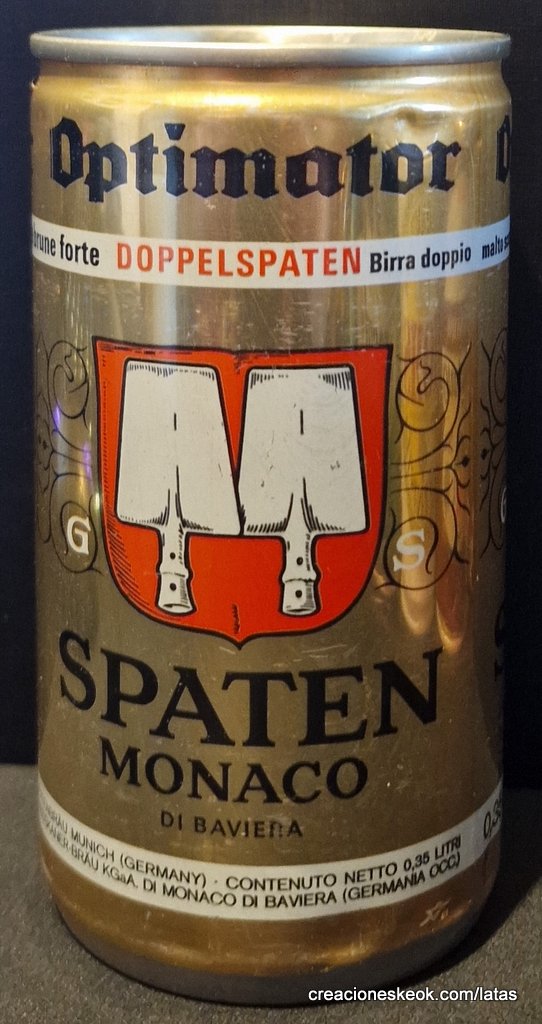 Optimator
brune forte DOPPELSPATEN Birra doppio malto
G S
SPATEN
MONACO
DI BAVIERA
MUNICH (GERMANY) - CONTENUTO NETTO 0,35 LITRI
BRÄU KGaA. DI MONACO DI BAVIERA (GERMANIA OCC)
creacioneskeok.com/latas